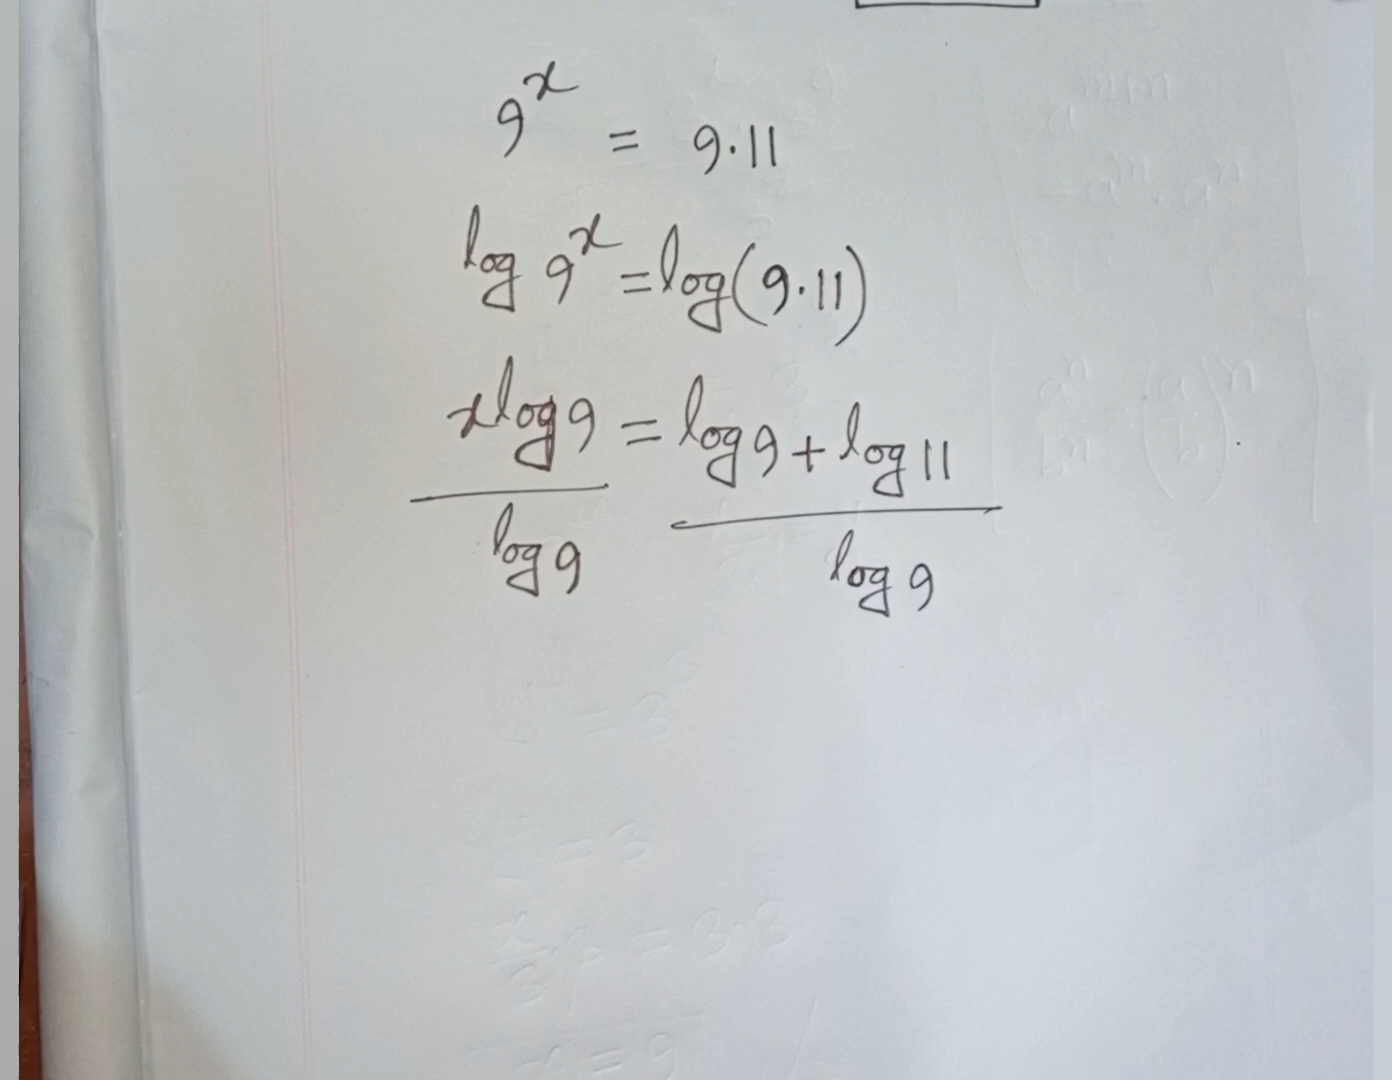 9^x = 9·11
log 9^x = log(9·11)
x log 9 = log 9 + log 11
log 9 log 9